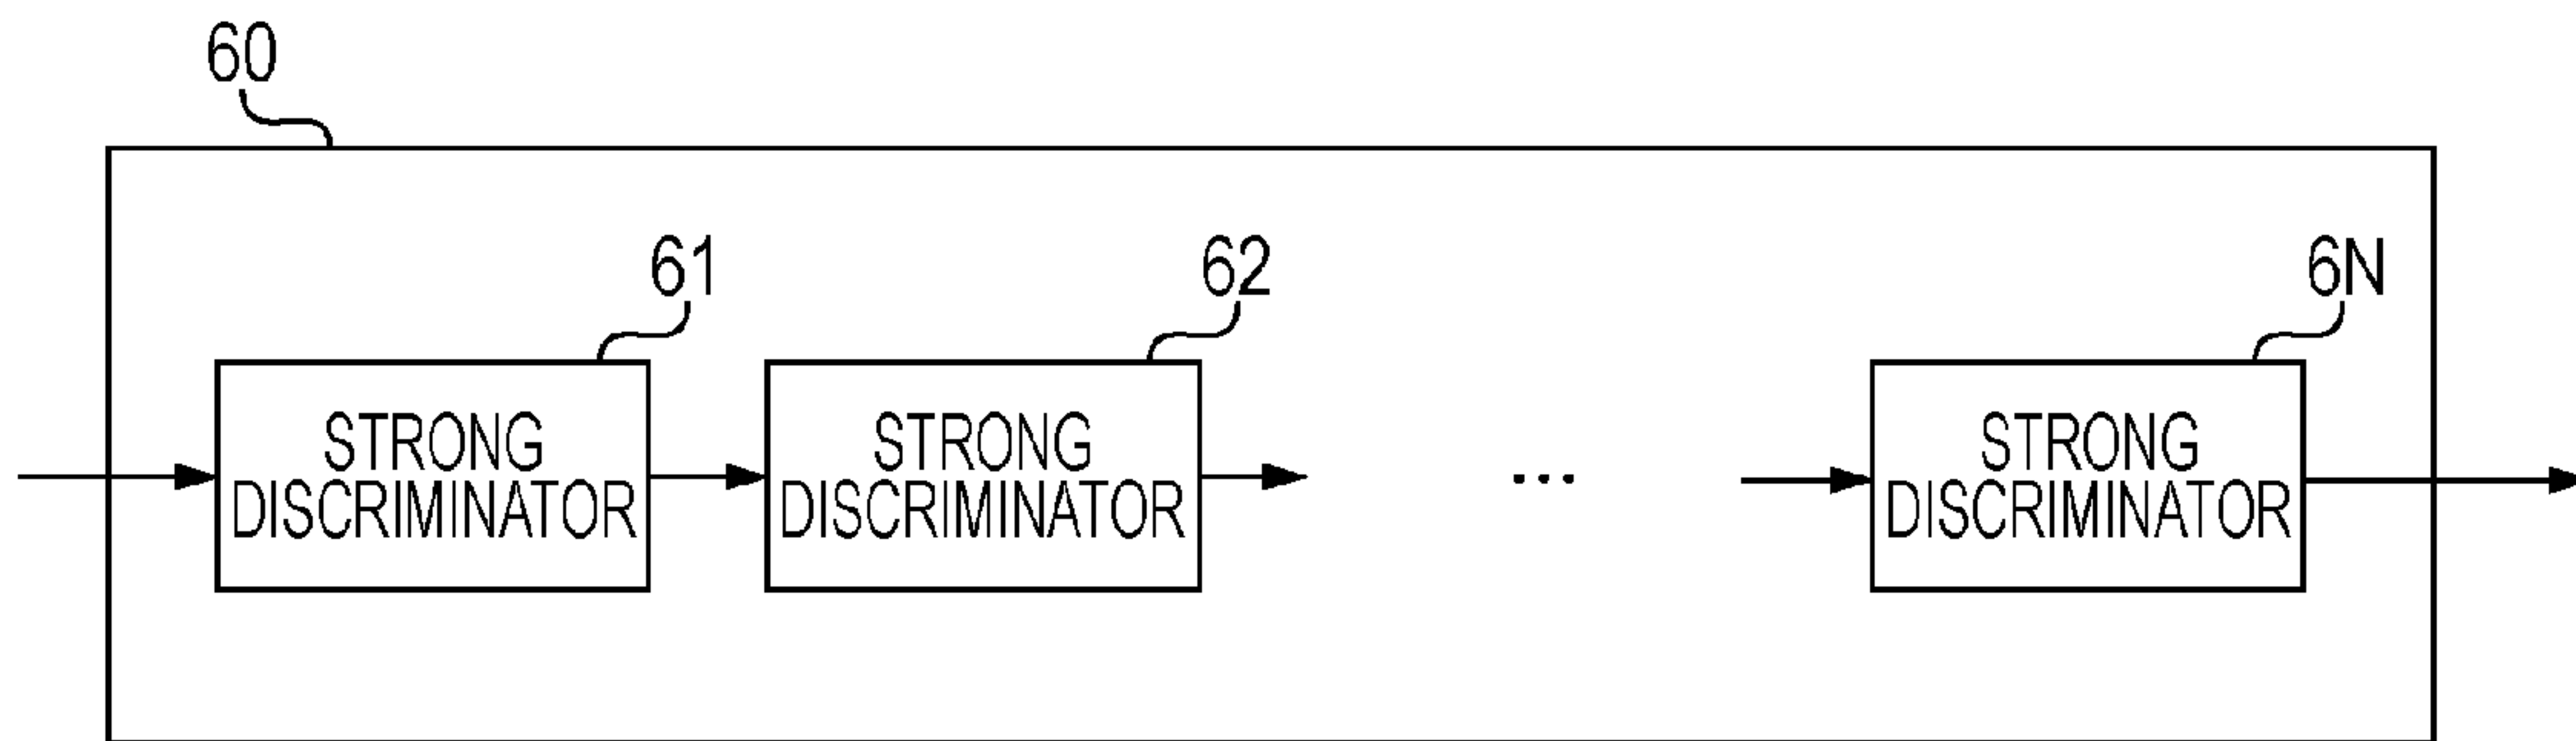 60
61
62
6N
STRONG
DISCRIMINATOR
STRONG
DISCRIMINATOR
...
STRONG
DISCRIMINATOR